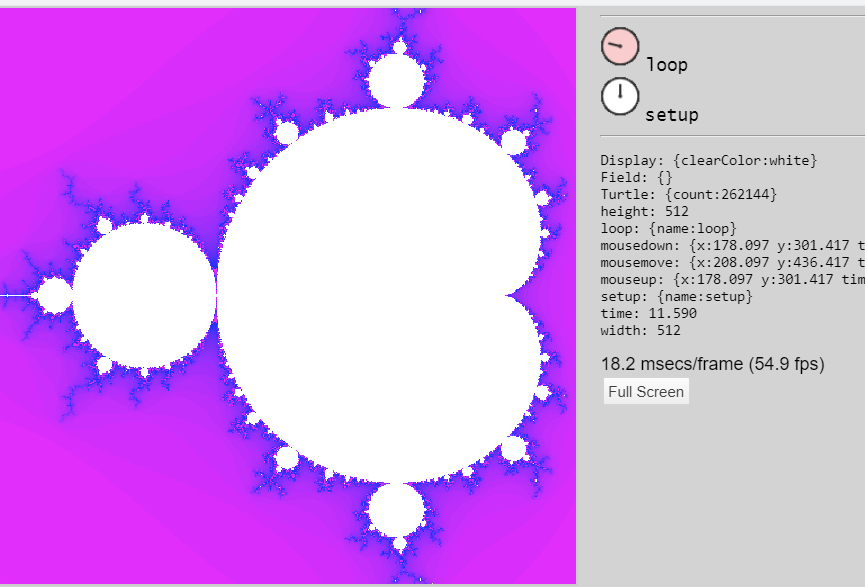 loop
setup
Display: {clearColor:white}
Field: {}
Turtle: {count:262144}
height: 512
loop: {name:loop}
mousedown: {x:178.097 y:301.417 t
mousemove: {x:208.097 y:436.417 t
mouseup: {x:178.097 y:301.417 tim
setup: {name:setup}
time: 11.590
width: 512
18.2 msecs/frame (54.9 fps)
Full Screen